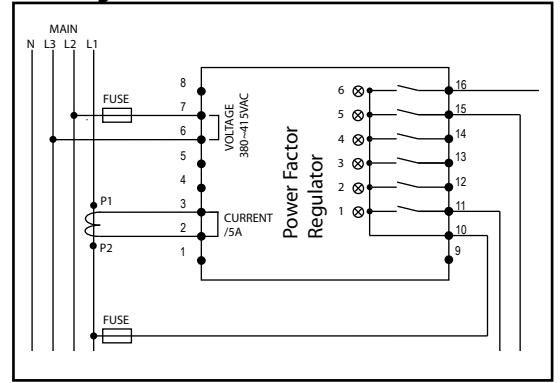 MAIN
N L3 L2 L1
FUSE
8
7
6
5
4
3
2
1
VOLTAGE
380~415VAC
CURRENT
/5A
P1
P2
Power Factor
Regulator
6
5
4
3
2
1
16
15
14
13
12
11
10
9
FUSE